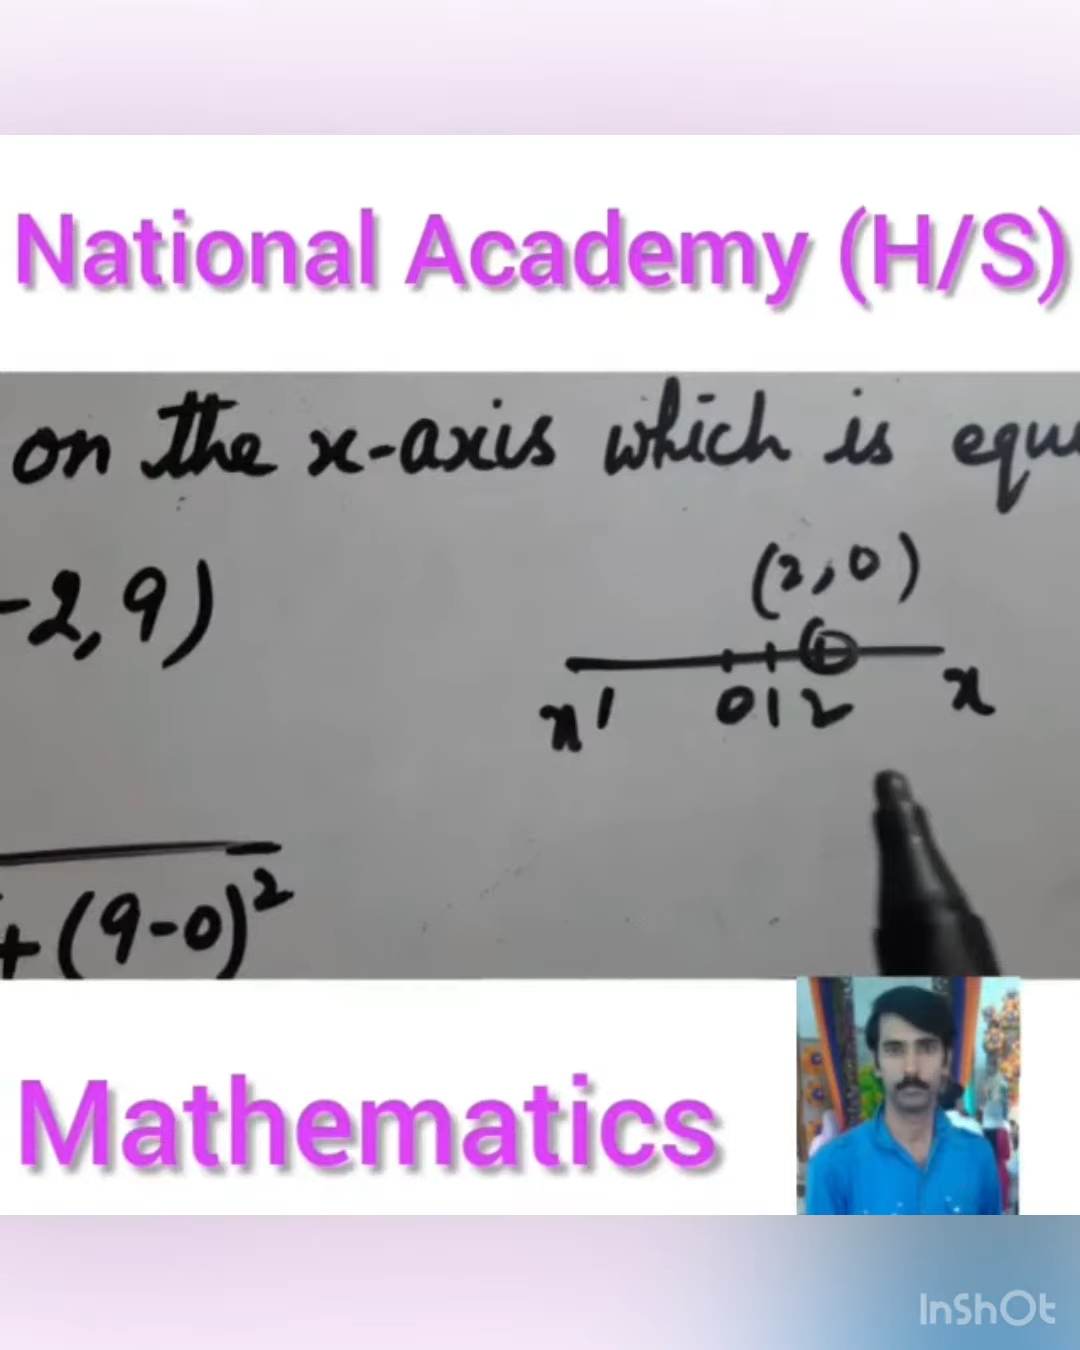 National Academy (H/S)
on the x-axis which is equ
-2,9)
(2,0)
x' 0 1 2 x
+(9-0)²
Mathematics
InShOt